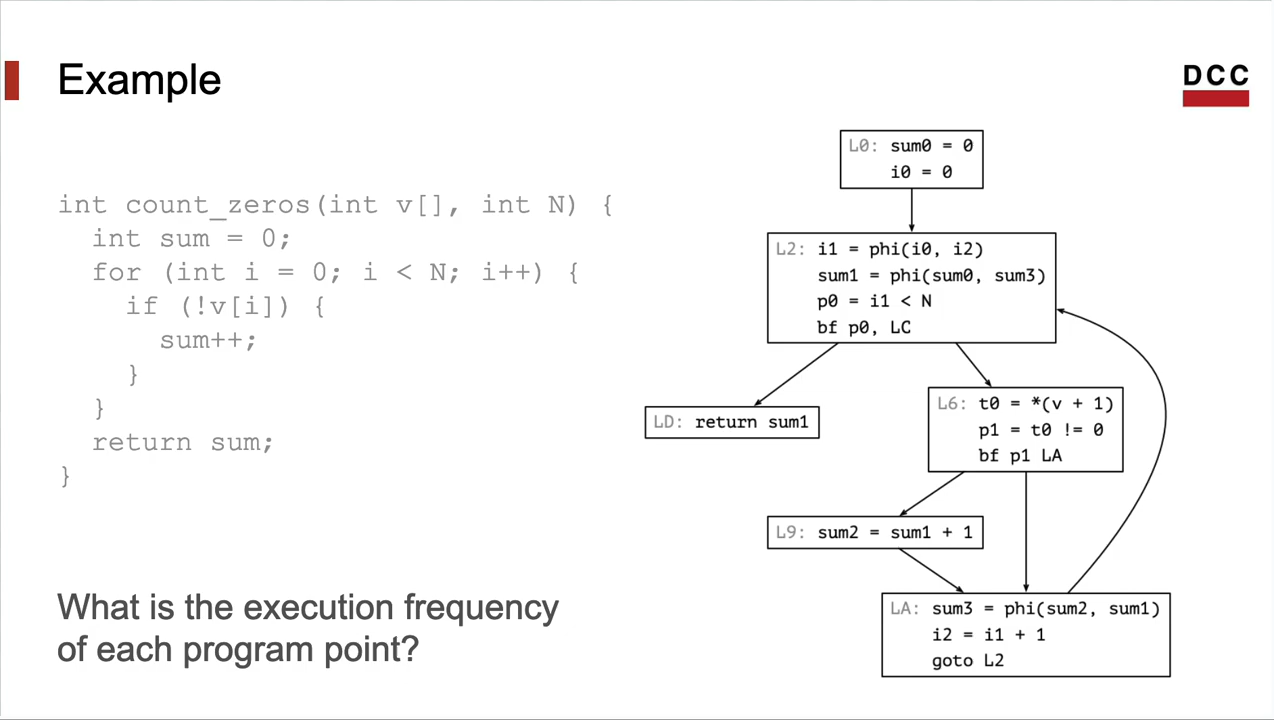 Example
DCC
int count_zeros(int v[], int N) {
int sum = 0;
for (int i = 0; i < N; i++) {
if (!v[i]) {
sum++;
}
}
return sum;
}
What is the execution frequency
of each program point?
L0: sum0 = 0
i0 = 0
L2: i1 = phi(i0, i2)
sum1 = phi(sum0, sum3)
p0 = i1 < N
bf p0, LC
LD: return sum1
L6: t0 = *(v + 1)
p1 = t0 != 0
bf p1 LA
L9: sum2 = sum1 + 1
LA: sum3 = phi(sum2, sum1)
i2 = i1 + 1
goto L2